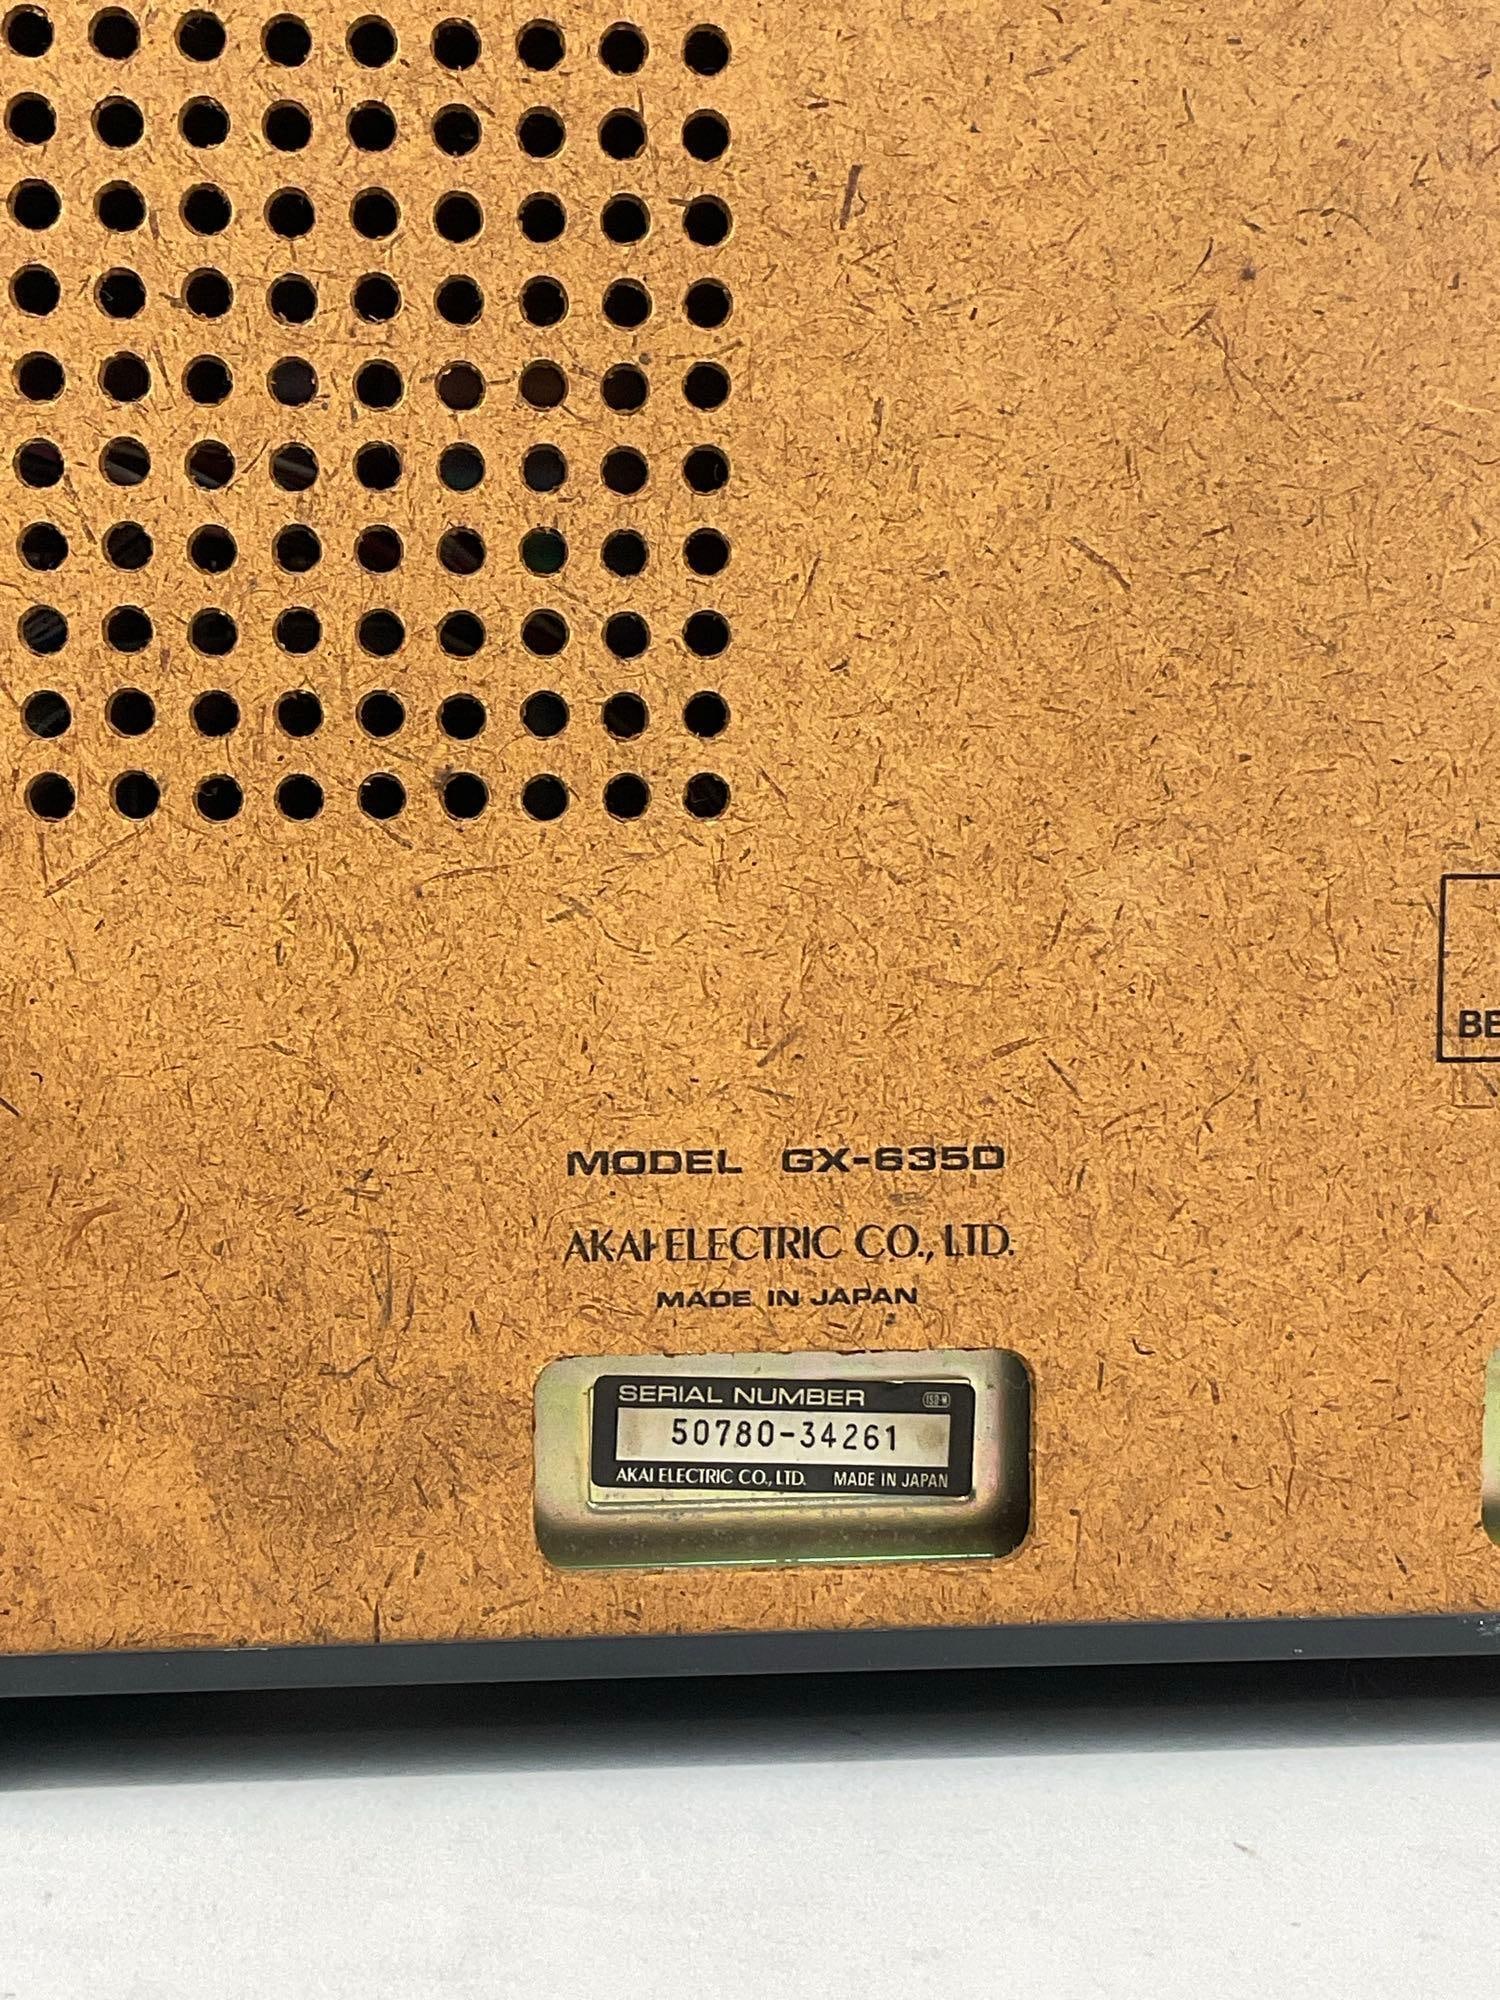 BE
MODEL GX-635D
AKAI ELECTRIC CO., LTD.
MADE IN JAPAN
SERIAL NUMBER
50780-34261
AKAI ELECTRIC CO., LTD. MADE IN JAPAN